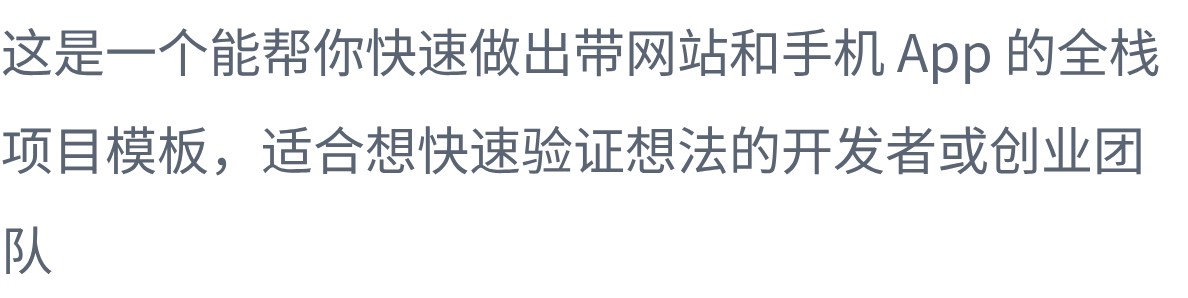 这是一个能帮你快速做出带网站和手机 App 的全栈
项目模板，适合想快速验证想法的开发者或创业团
队